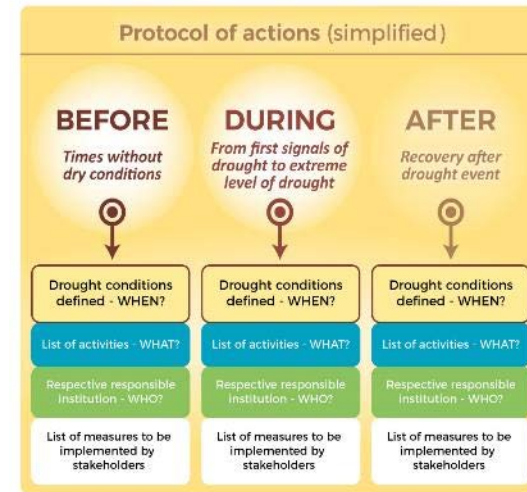 Protocol of actions (simplified)
BEFORE
Times without
dry conditions
DURING
From first signals of
drought to extreme
level of drought
AFTER
Recovery after
drought event
Drought conditions
defined - WHEN?
List of activities - WHAT?
Respective responsible
institution - WHO?
List of measures to be
implemented by
stakeholders
Drought conditions
defined - WHEN?
List of activities - WHAT?
Respective responsible
institution - WHO?
List of measures to be
implemented by
stakeholders
Drought conditions
defined - WHEN?
List of activities - WHAT?
Respective responsible
institution - WHO?
List of measures to be
implemented by
stakeholders